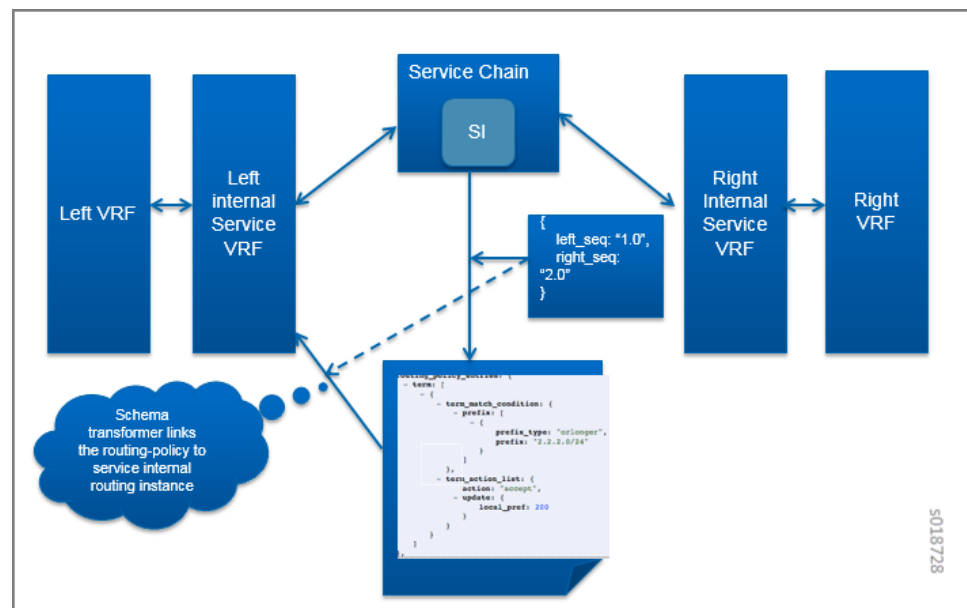 Service Chain
SI
Left VRF
Left
internal
Service
VRF
Right
Internal
Service
VRF
Right
VRF
{
left_seq: “1.0”,
right_seq:
“2.0”
}
Schema
transformer links
the routing-policy to
service internal
routing instance
routing_policy_entries: {
- term: [
- {
- term_match_condition: {
- prefix: [
- {
prefix_type: "orlonger",
prefix: "2.2.2.0/24"
}
]
},
- term_action_list: {
action: "accept",
- update: {
local_pref: 200
}
}
}
]
},
s018728